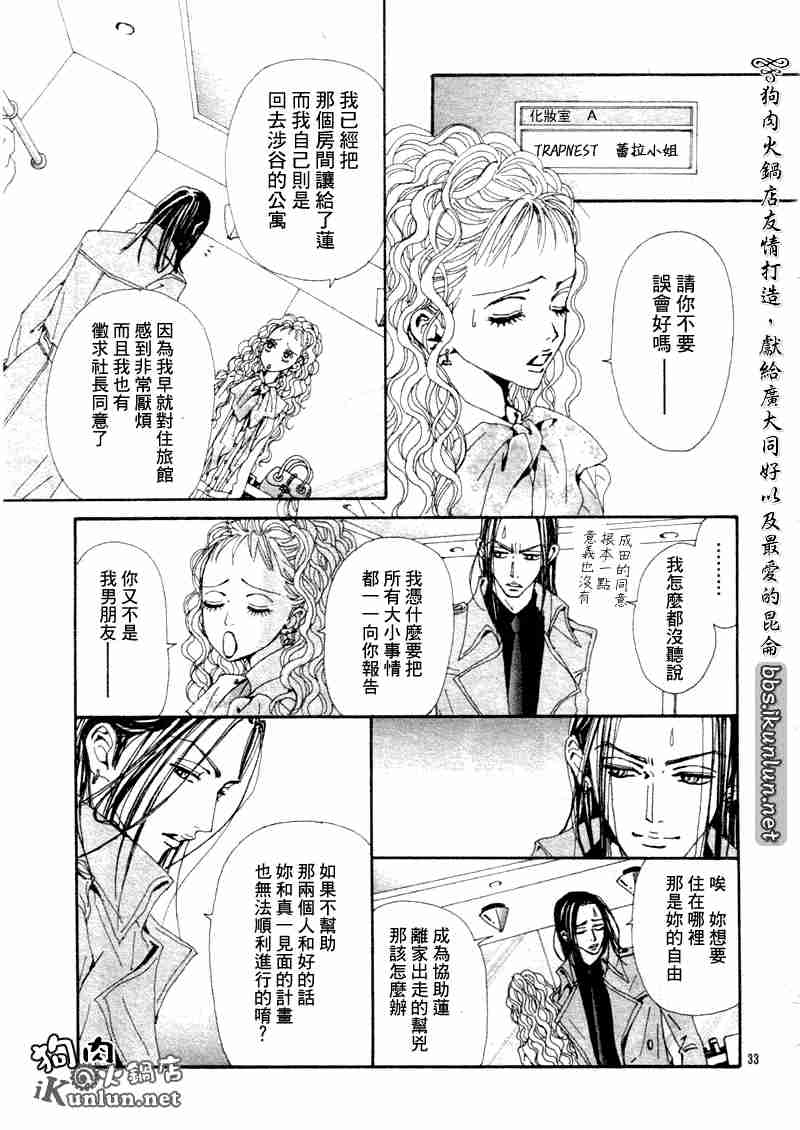 化妝室 A
TRAPNEST 蕾拉小姐
請你不要
誤會好嗎——
我已經把
那個房間讓給了蓮
而我自己則是
回去涉谷的公寓
因為我早就對住旅館
感到非常厭煩
而且我也有
徵求社長同意了
………
我怎麼都沒聽說
成田的同意
根本一點
意義也沒有
我憑什麼要把
所有大小事情
都一一向你報告
你又不是
我男朋友——
唉 妳想要
住在哪裡
那是妳的自由
成為協助蓮
離家出走的幫兇
那該怎麼辦
如果不幫助
那兩個人和好的話
妳和真一見面的計畫
也無法順利進行的唷？
33
狗肉火鍋店友情打造，獻給廣大同好以及最愛的昆侖
bbs.ikunlun.net
狗肉
火鍋店
iKunlun.net